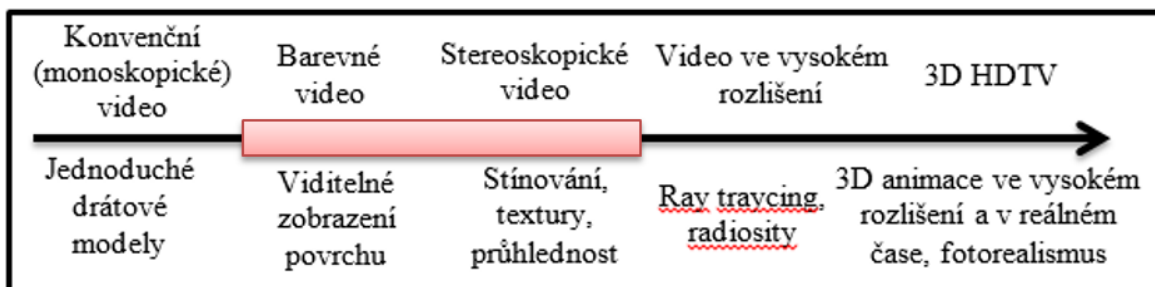 Konvenční
(monoskopické)
video
Barevné
video
Stereoskopické
video
Video ve vysokém
rozlišení
3D HDTV
Jednoduché
drátové
modely
Viditelné
zobrazení
povrchu
Stínování,
textury,
průhlednost
Ray traycing,
radiosity
3D animace ve vysokém
rozlišení a v reálném
čase, fotorealismus